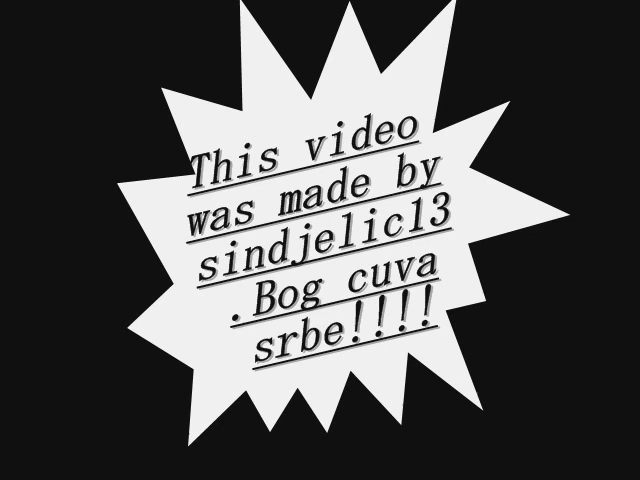 This video
was made by
sindjelic13
.Bog cuva
srbe!!!!